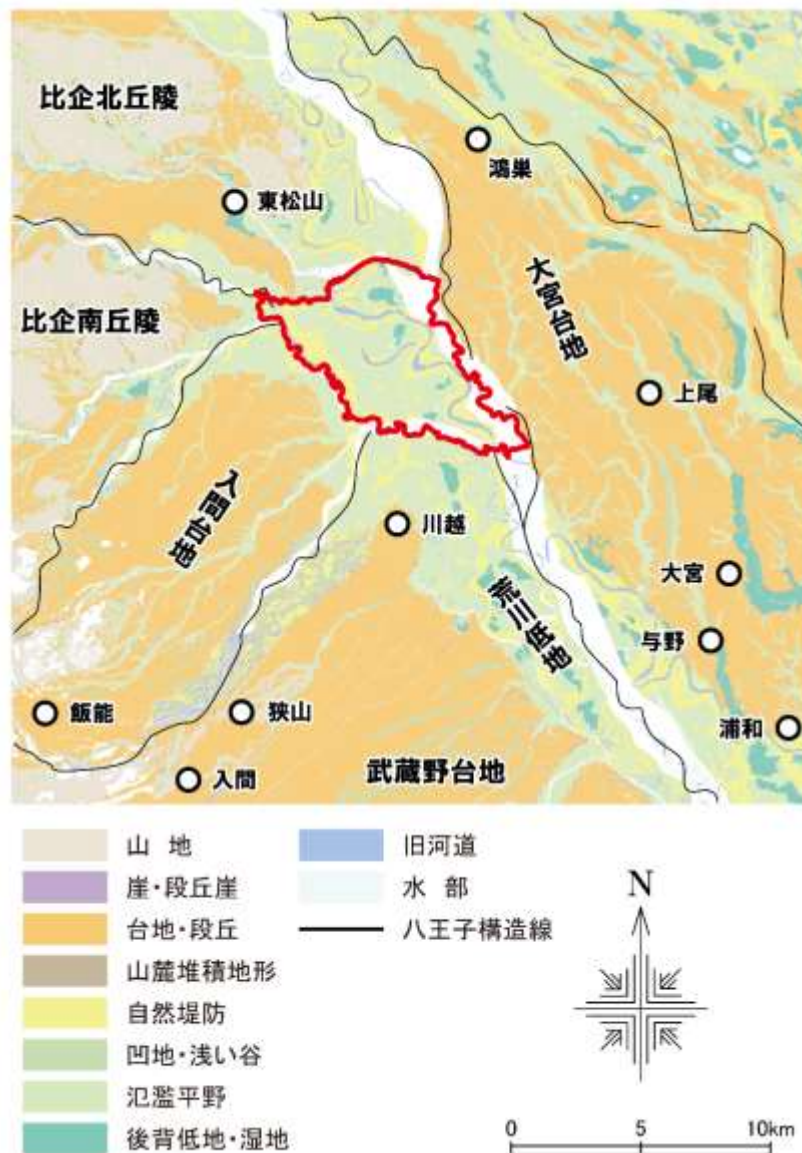 比企北丘陵
鴻巣
東松山
大宮台地
比企南丘陵
上尾
入間台地
川越
大宮
荒川低地
与野
飯能
狭山
浦和
入間
武蔵野台地
山 地
崖・段丘崖
台地・段丘
山麓堆積地形
自然堤防
凹地・浅い谷
氾濫平野
後背低地・湿地
旧河道
水 部
八王子構造線
N
0 5 10km